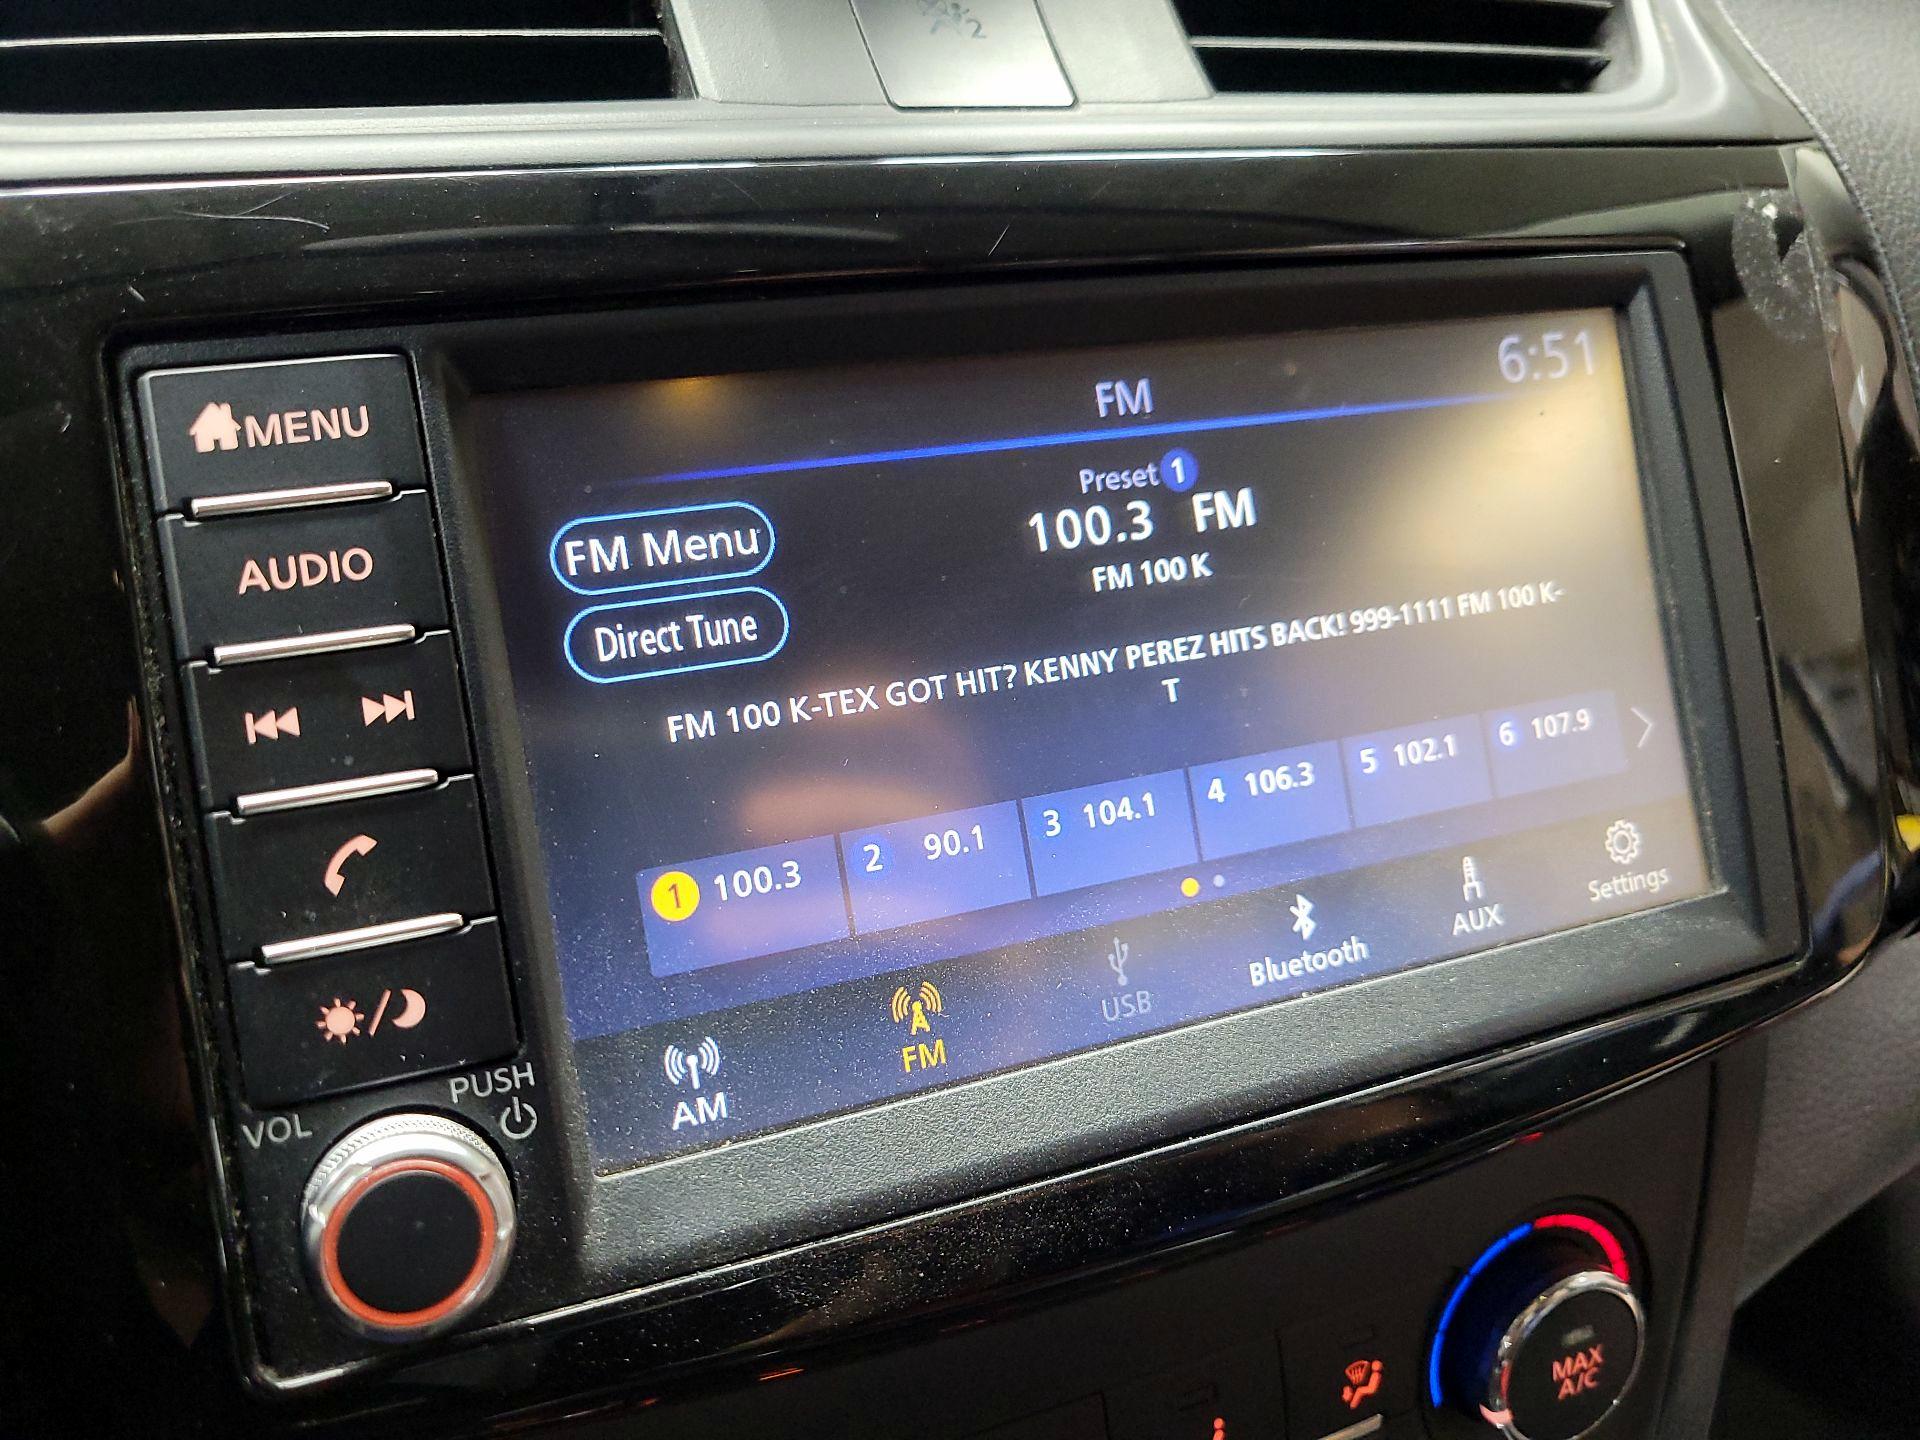 2
MENU
AUDIO
VOL
PUSH
FM
6:51
Preset 1
100.3 FM
FM 100 K
FM Menu
Direct Tune
FM 100 K-TEX GOT HIT? KENNY PEREZ HITS BACK! 999-1111 FM 100 K-
T
1 100.3
2 90.1
3 104.1
4 106.3
5 102.1
6 107.9
AM
FM
USB
Bluetooth
AUX
Settings
MAX
A/C